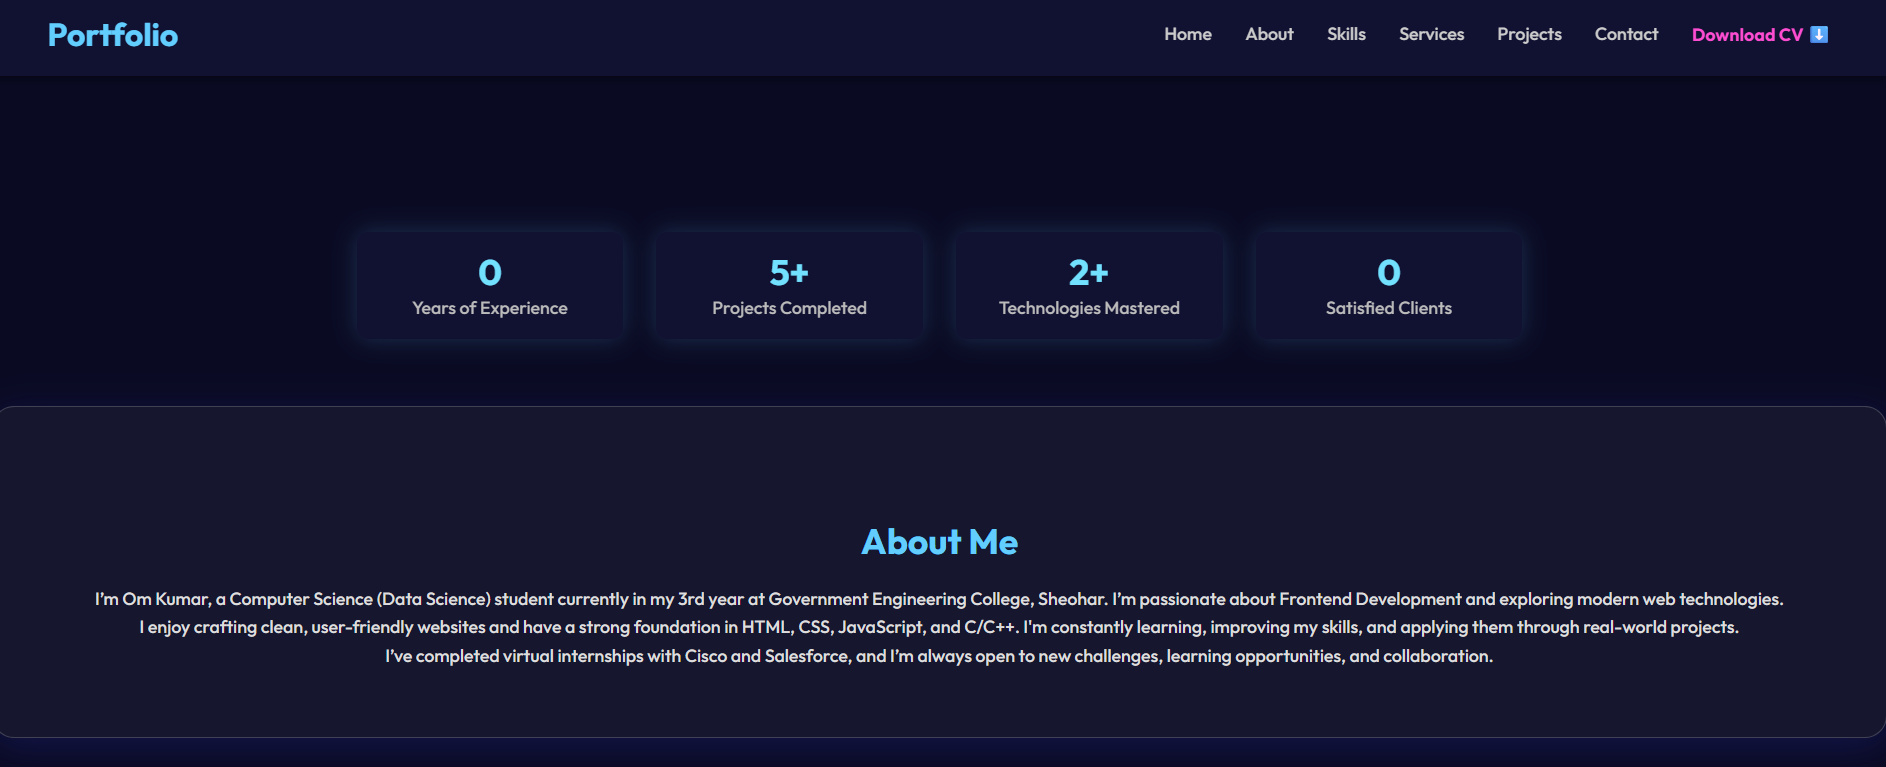 Portfolio
Home About Skills Services Projects Contact Download CV ⬇️
0 5+ 2+ 0
Years of Experience Projects Completed Technologies Mastered Satisfied Clients
About Me
I’m Om Kumar, a Computer Science (Data Science) student currently in my 3rd year at Government Engineering College, Sheohar. I’m passionate about Frontend Development and exploring modern web technologies.
I enjoy crafting clean, user-friendly websites and have a strong foundation in HTML, CSS, JavaScript, and C/C++. I'm constantly learning, improving my skills, and applying them through real-world projects.
I’ve completed virtual internships with Cisco and Salesforce, and I’m always open to new challenges, learning opportunities, and collaboration.